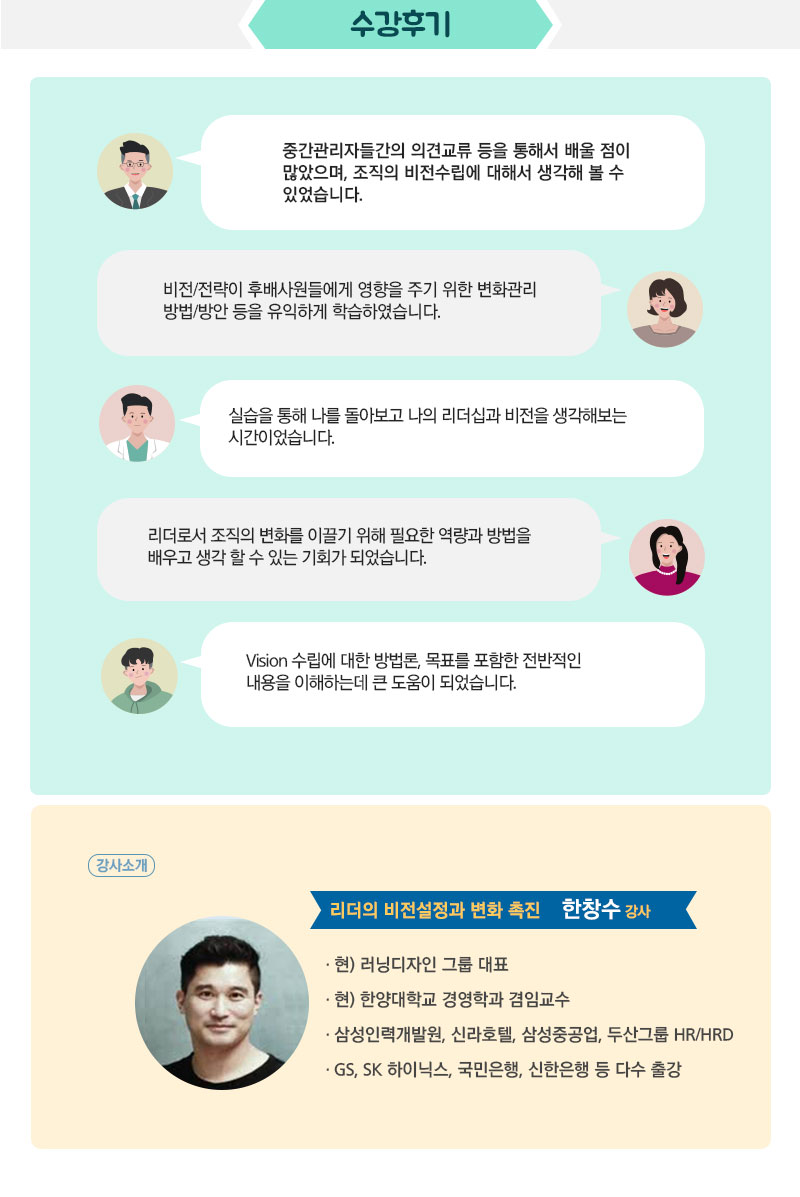 수강후기
중간관리자들간의 의견교류 등을 통해서 배울 점이
많았으며, 조직의 비전수립에 대해서 생각해 볼 수
있었습니다.
비전/전략이 후배사원들에게 영향을 주기 위한 변화관리
방법/방안 등을 유익하게 학습하였습니다.
실습을 통해 나를 돌아보고 나의 리더십과 비전을 생각해보는
시간이었습니다.
리더로서 조직의 변화를 이끌기 위해 필요한 역량과 방법을
배우고 생각 할 수 있는 기회가 되었습니다.
Vision 수립에 대한 방법론, 목표를 포함한 전반적인
내용을 이해하는데 큰 도움이 되었습니다.
강사소개
리더의 비전설정과 변화 촉진 한창수 강사
· 현) 러닝디자인 그룹 대표
· 현) 한양대학교 경영학과 겸임교수
· 삼성인력개발원, 신라호텔, 삼성중공업, 두산그룹 HR/HRD
· GS, SK 하이닉스, 국민은행, 신한은행 등 다수 출강